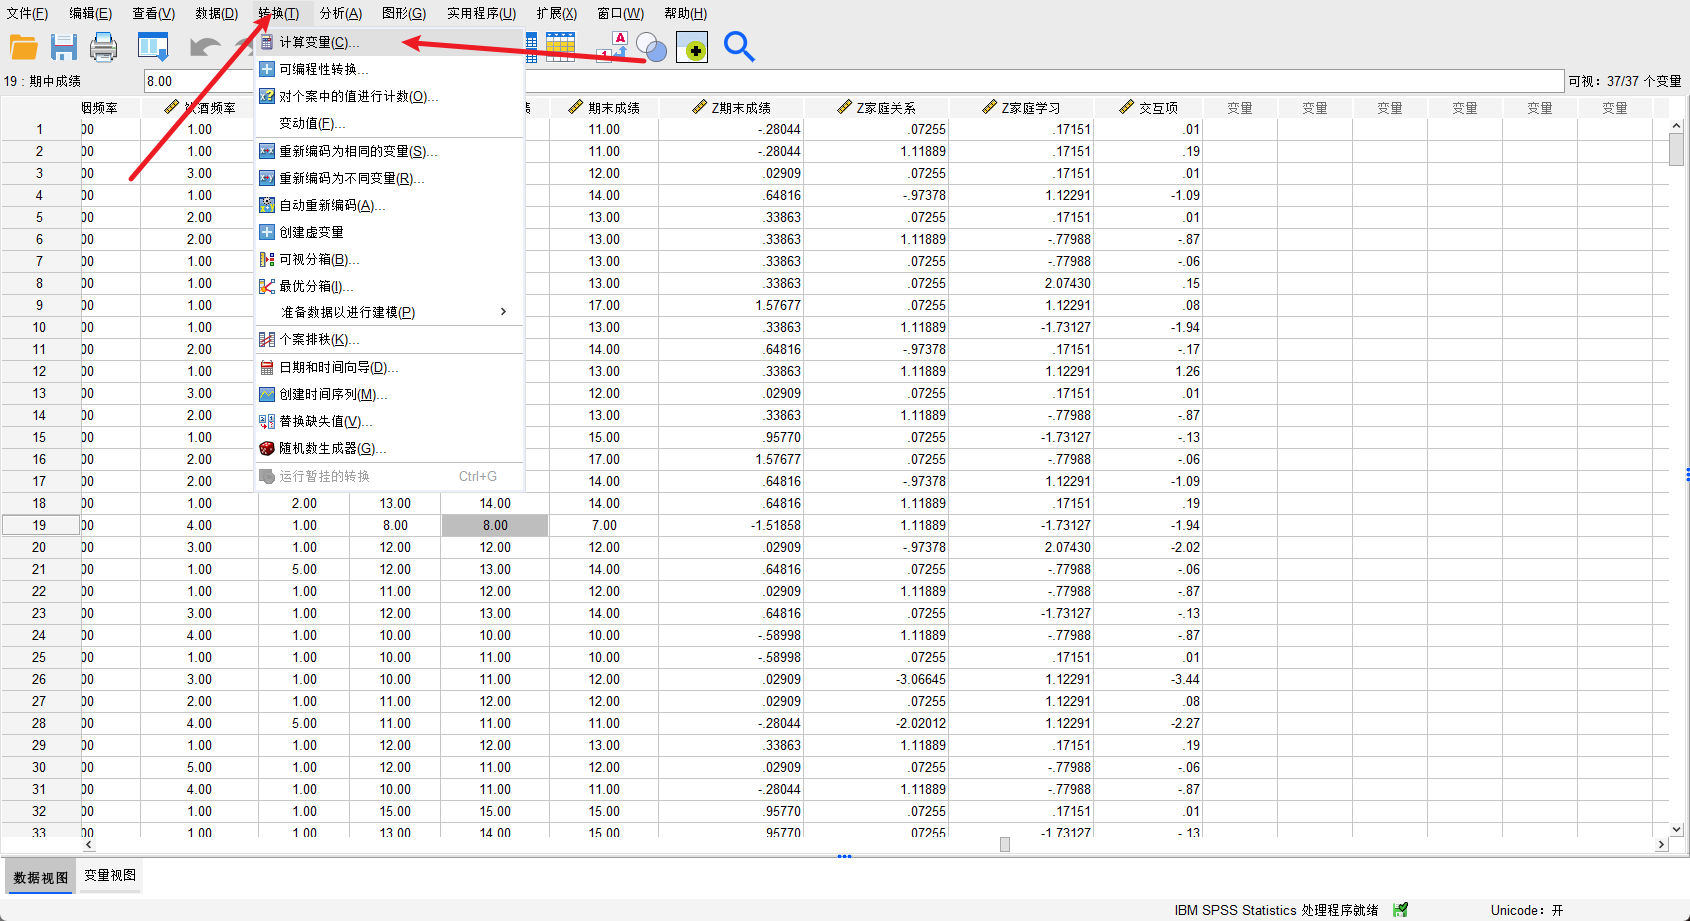 文件(F) 编辑(E) 查看(V) 数据(D) 转换(T) 分析(A) 图形(G) 实用程序(U) 扩展(X) 窗口(W) 帮助(H)
19 : 期中成绩 8.00 可视： 37/37 个变量
计算变量(C)...
可编程性转换...
对个案中的值进行计数(O)...
变动值(F)...
重新编码为相同的变量(S)...
重新编码为不同变量(R)...
自动重新编码(A)...
创建虚变量
可视分箱(B)...
最优分箱(I)...
准备数据以进行建模(P)
个案排秩(K)...
日期和时间向导(D)...
创建时间序列(M)...
替换缺失值(V)...
随机数生成器(G)...
运行暂挂的转换 Ctrl+G
烟频率 酒频率 期末成绩 Z期末成绩 Z家庭关系 Z家庭学习 交互项 变量 变量 变量 变量 变量 变量
1 00 1.00 11.00 -.28044 .07255 .17151 .01
2 00 1.00 11.00 -.28044 1.11889 .17151 .19
3 00 3.00 12.00 .02909 .07255 .17151 .01
4 00 1.00 14.00 .64816 -.97378 1.12291 -1.09
5 00 2.00 13.00 .33863 .07255 .17151 .01
6 00 2.00 13.00 .33863 1.11889 -.77988 -.87
7 00 1.00 13.00 .33863 .07255 -.77988 -.06
8 00 1.00 13.00 .33863 .07255 2.07430 .15
9 00 1.00 17.00 1.57677 .07255 1.12291 .08
10 00 1.00 13.00 .33863 1.11889 -1.73127 -1.94
11 00 2.00 14.00 .64816 -.97378 .17151 -.17
12 00 1.00 13.00 .33863 1.11889 1.12291 1.26
13 00 3.00 12.00 .02909 .07255 .17151 .01
14 00 2.00 13.00 .33863 1.11889 -.77988 -.87
15 00 1.00 15.00 .95770 .07255 -1.73127 -.13
16 00 2.00 17.00 1.57677 .07255 -.77988 -.06
17 00 2.00 14.00 .64816 -.97378 1.12291 -1.09
18 00 1.00 2.00 13.00 14.00 14.00 .64816 1.11889 .17151 .19
19 00 4.00 1.00 8.00 8.00 7.00 -1.51858 1.11889 -1.73127 -1.94
20 00 3.00 1.00 12.00 12.00 12.00 .02909 -.97378 2.07430 -2.02
21 00 1.00 5.00 12.00 13.00 14.00 .64816 .07255 -.77988 -.06
22 00 1.00 1.00 11.00 12.00 12.00 .02909 1.11889 -.77988 -.87
23 00 3.00 1.00 12.00 13.00 14.00 .64816 .07255 -1.73127 -.13
24 00 4.00 1.00 10.00 10.00 10.00 -.58998 1.11889 -.77988 -.87
25 00 1.00 1.00 10.00 11.00 10.00 -.58998 .07255 .17151 .01
26 00 3.00 1.00 10.00 11.00 12.00 .02909 -3.06645 1.12291 -3.44
27 00 2.00 1.00 11.00 12.00 12.00 .02909 .07255 1.12291 .08
28 00 4.00 5.00 11.00 11.00 11.00 -.28044 -2.02012 1.12291 -2.27
29 00 1.00 1.00 12.00 12.00 13.00 .33863 1.11889 .17151 .19
30 00 5.00 1.00 12.00 11.00 12.00 .02909 .07255 -.77988 -.06
31 00 4.00 1.00 10.00 11.00 11.00 -.28044 1.11889 -.77988 -.87
32 00 1.00 1.00 15.00 15.00 15.00 .95770 .07255 .17151 .01
33 00 1.00 1.00 13.00 14.00 15.00 .95770 .07255 -1.73127 -.13
数据视图 变量视图
IBM SPSS Statistics 处理程序就绪 Unicode： 开